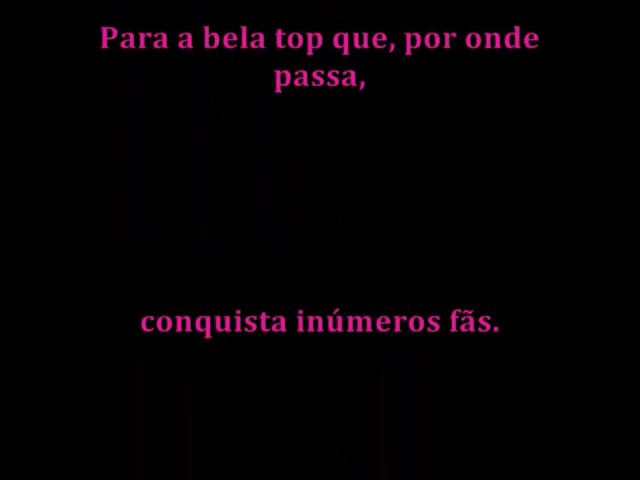 Para a bela top que, por onde
passa,
conquista inúmeros fãs.